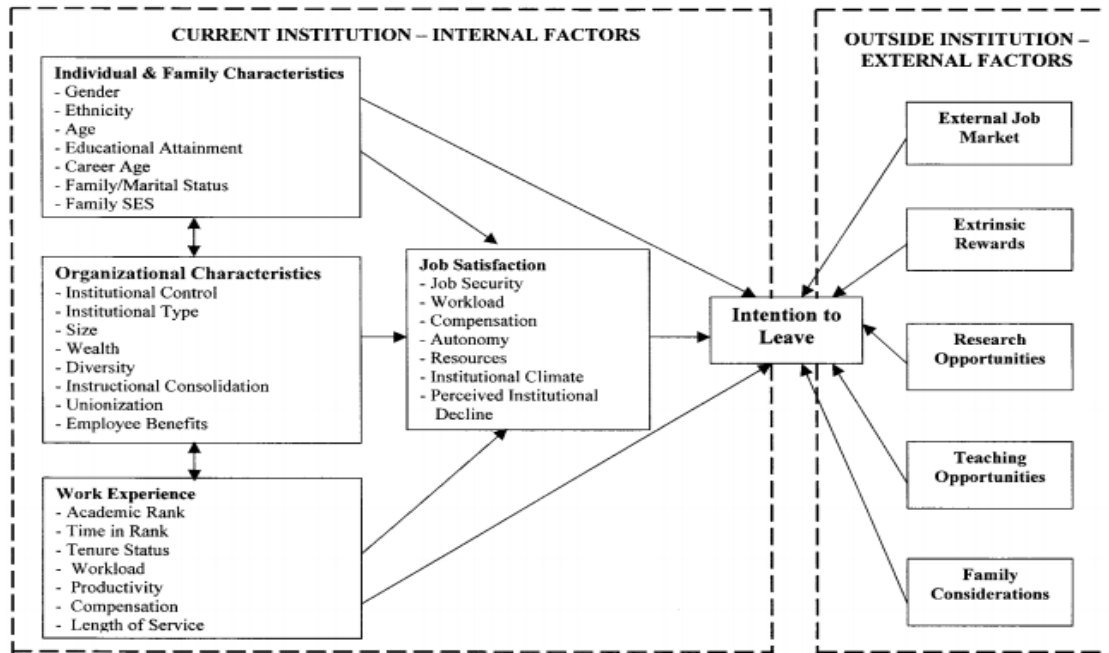 CURRENT INSTITUTION – INTERNAL FACTORS
Individual & Family Characteristics
- Gender
- Ethnicity
- Age
- Educational Attainment
- Career Age
- Family/Marital Status
- Family SES
Organizational Characteristics
- Institutional Control
- Institutional Type
- Size
- Wealth
- Diversity
- Instructional Consolidation
- Unionization
- Employee Benefits
Work Experience
- Academic Rank
- Time in Rank
- Tenure Status
- Workload
- Productivity
- Compensation
- Length of Service
Job Satisfaction
- Job Security
- Workload
- Compensation
- Autonomy
- Resources
- Institutional Climate
- Perceived Institutional
Decline
Intention to
Leave
OUTSIDE INSTITUTION –
EXTERNAL FACTORS
External Job
Market
Extrinsic
Rewards
Research
Opportunities
Teaching
Opportunities
Family
Considerations